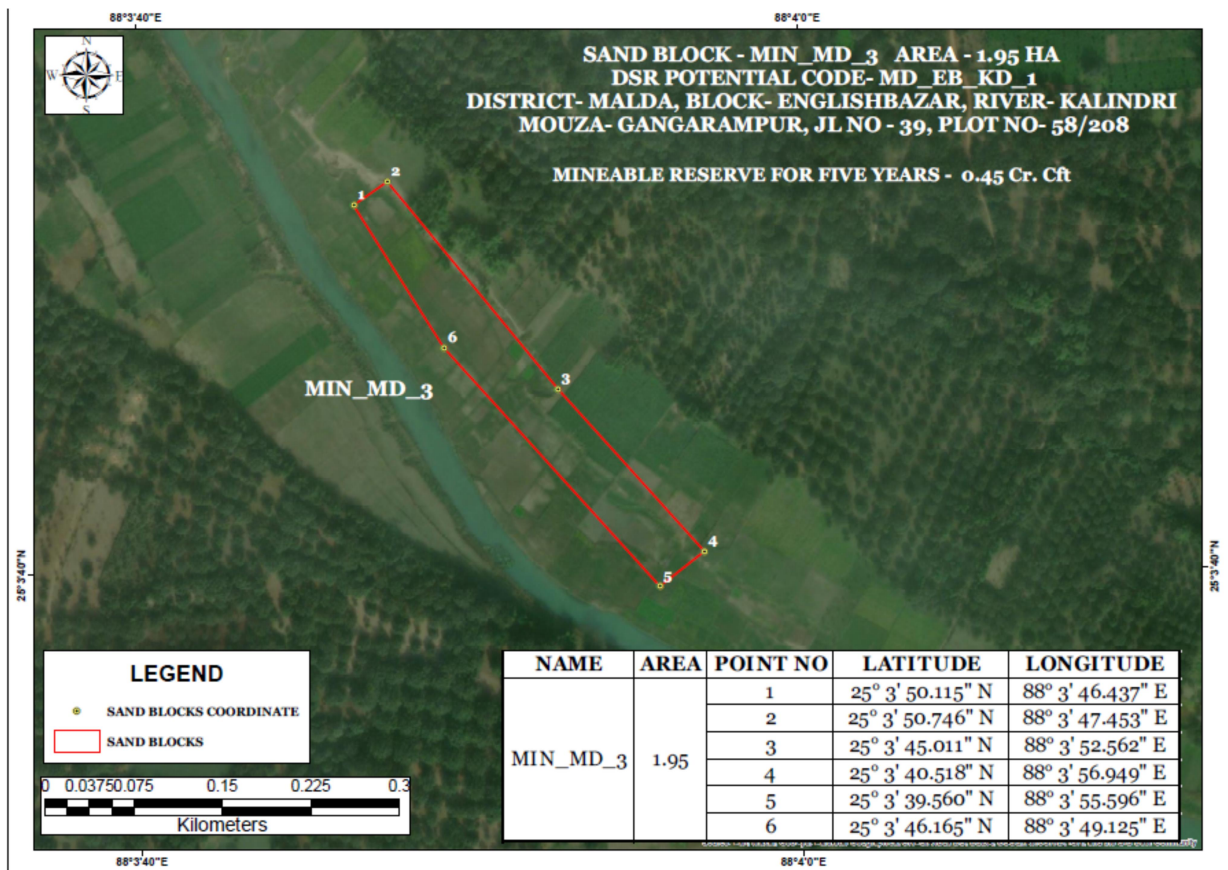 88°3'40"E
88°4'0"E
N
W
E
S
SAND BLOCK - MIN_MD_3 AREA - 1.95 HA
DSR POTENTIAL CODE- MD_EB_KD_1
DISTRICT- MALDA, BLOCK- ENGLISHBAZAR, RIVER- KALINDRI
MOUZA- GANGARAMPUR, JL NO - 39, PLOT NO- 58/208
MINEABLE RESERVE FOR FIVE YEARS - 0.45 Cr. Cft
2
1
6
3
MIN_MD_3
4
5
25°3'40"N
25°3'40"N
LEGEND
SAND BLOCKS COORDINATE
SAND BLOCKS
0 0.0375 0.075 0.15 0.225 0.3
Kilometers
NAME AREA POINT NO LATITUDE LONGITUDE
MIN_MD_3 1.95
1 25° 3' 50.115" N 88° 3' 46.437" E
2 25° 3' 50.746" N 88° 3' 47.453" E
3 25° 3' 45.011" N 88° 3' 52.562" E
4 25° 3' 40.518" N 88° 3' 56.949" E
5 25° 3' 39.560" N 88° 3' 55.596" E
6 25° 3' 46.165" N 88° 3' 49.125" E
88°3'40"E
88°4'0"E